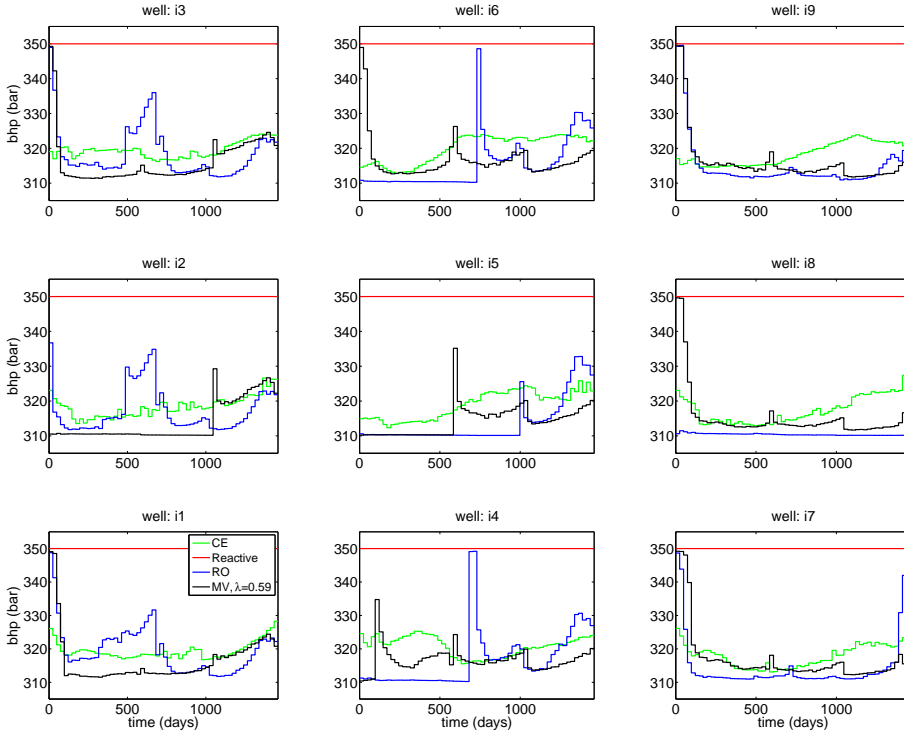 well: i3
well: i6
well: i9
bhp (bar)
350
340
330
320
310
0 500 1000
350
340
330
320
310
0 500 1000
350
340
330
320
310
0 500 1000
well: i2
well: i5
well: i8
bhp (bar)
350
340
330
320
310
0 500 1000
350
340
330
320
310
0 500 1000
350
340
330
320
310
0 500 1000
well: i1
well: i4
well: i7
bhp (bar)
350
340
330
320
310
0 500 1000
time (days)
CE
Reactive
RO
MV, λ=0.59
350
340
330
320
310
0 500 1000
time (days)
350
340
330
320
310
0 500 1000
time (days)